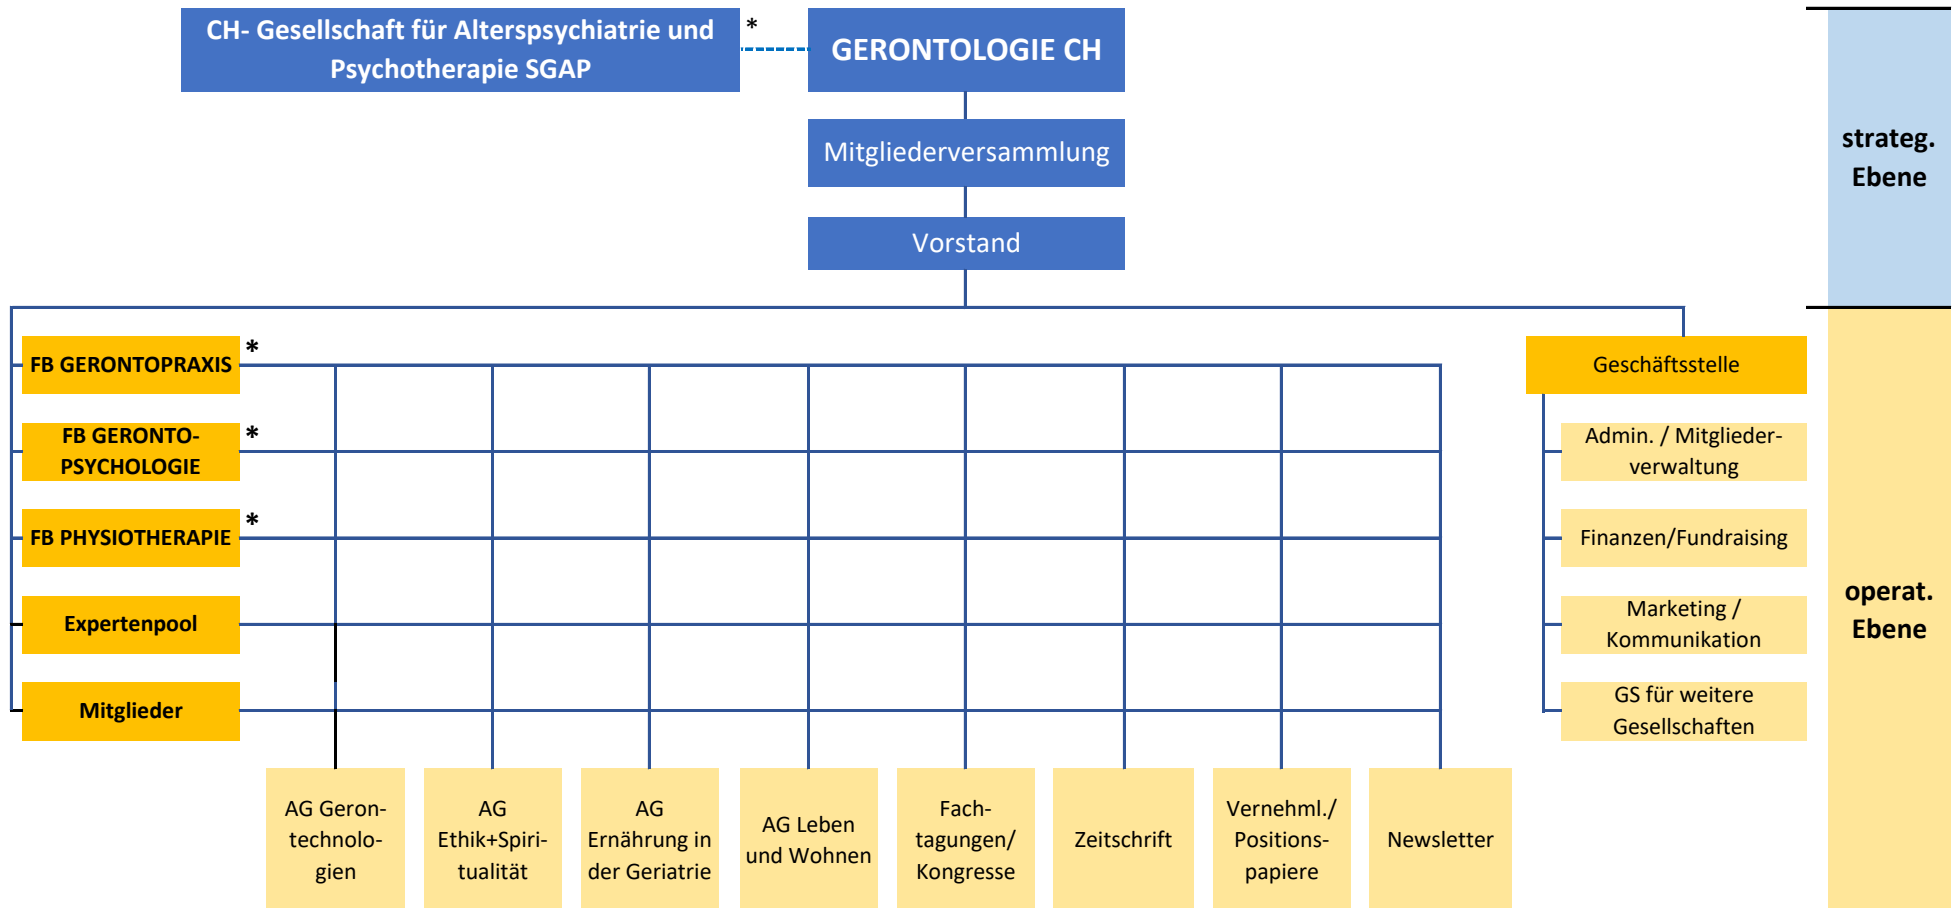 CH- Gesellschaft für Alterspsychiatrie und
Psychotherapie SGAP
*
GERONTOLOGIE CH
Mitgliederversammlung
Vorstand
strateg.
Ebene
FB GERONTOPRAXIS
*
FB GERONTO-
PSYCHOLOGIE
*
FB PHYSIOTHERAPIE
*
Expertenpool
Mitglieder
Geschäftsstelle
Admin. / Mitglieder-
verwaltung
Finanzen/Fundraising
Marketing /
Kommunikation
GS für weitere
Gesellschaften
operat.
Ebene
AG Geron-
technolo-
gien
AG
Ethik+Spiri-
tualität
AG
Ernährung in
der Geriatrie
AG Leben
und Wohnen
Fach-
tagungen/
Kongresse
Zeitschrift
Vernehml./
Positions-
papiere
Newsletter